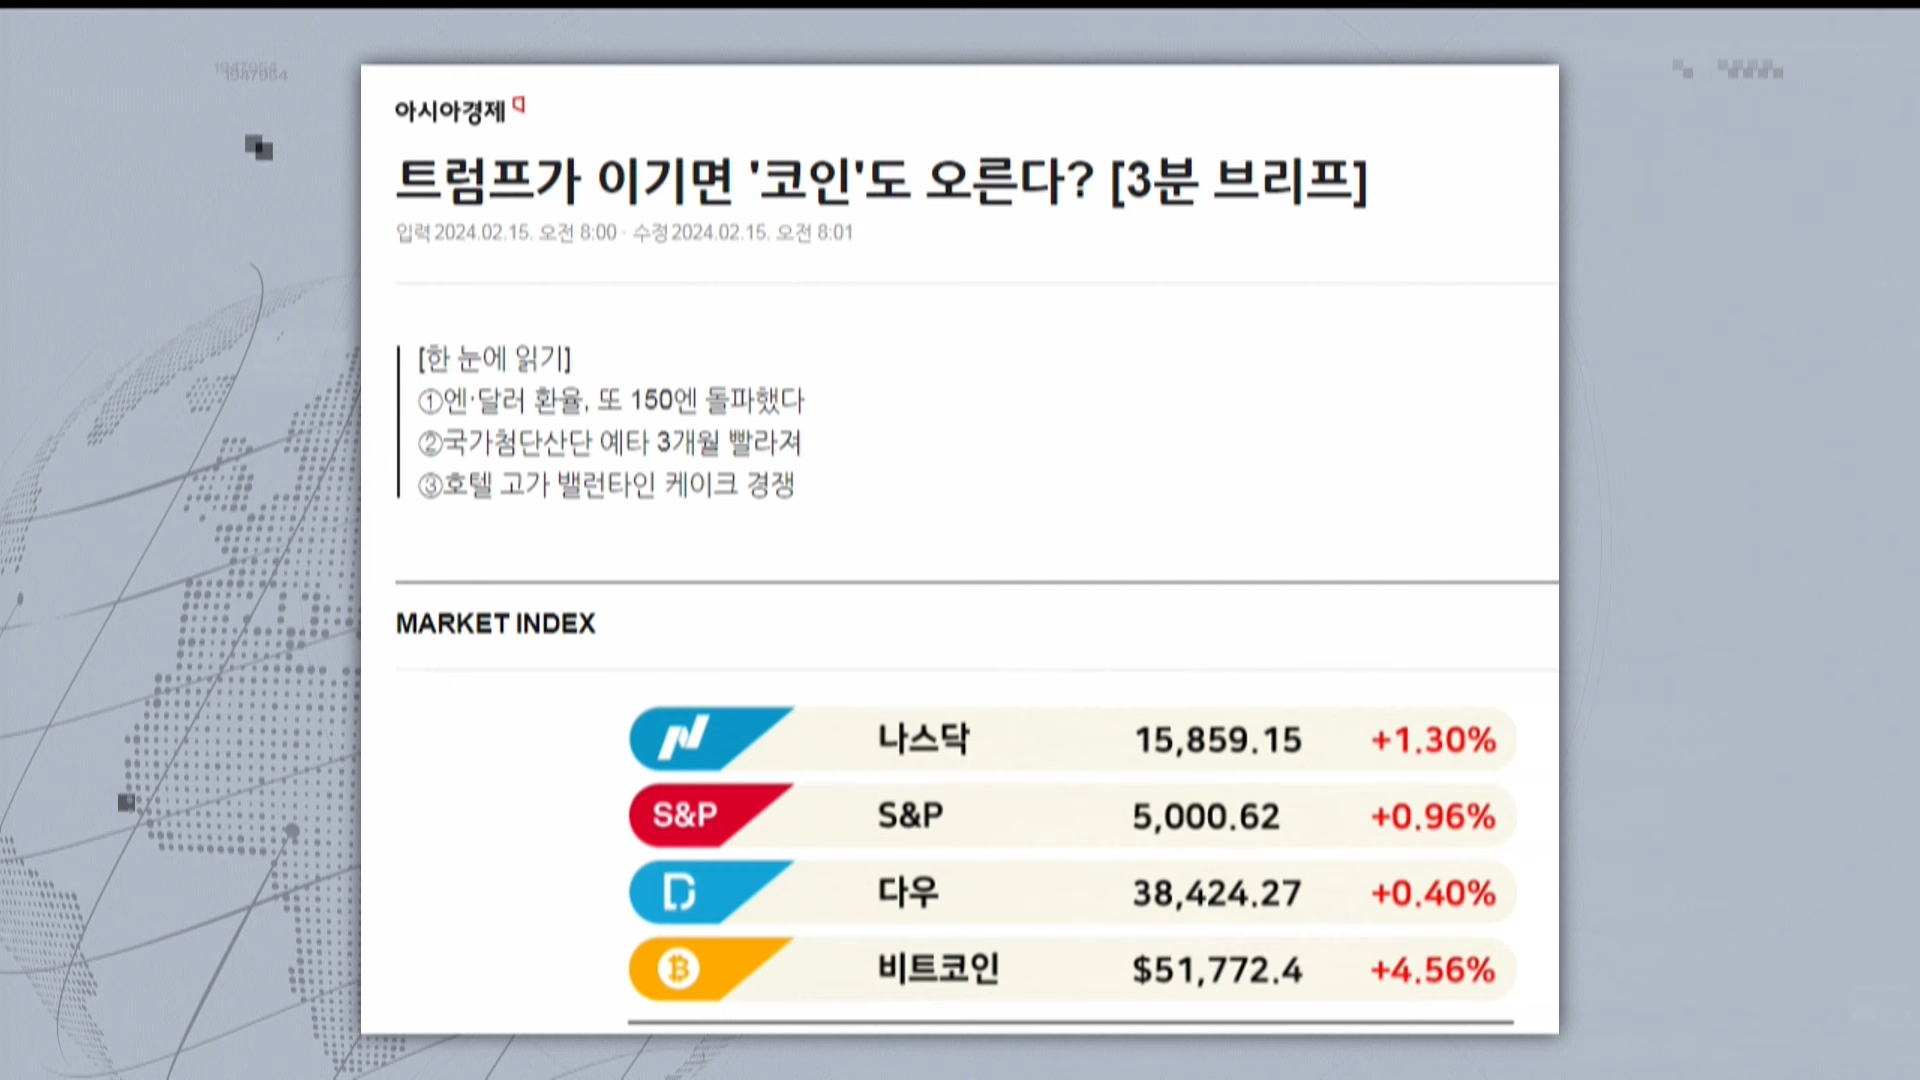 1947954
1947954
아시아경제
트럼프가 이기면 '코인'도 오른다? [3분 브리프]
입력 2024.02.15. 오전 8:00 · 수정 2024.02.15. 오전 8:01
[한 눈에 읽기]
①엔·달러 환율, 또 150엔 돌파했다
②국가첨단산단 예타 3개월 빨라져
③호텔 고가 밸런타인 케이크 경쟁
MARKET INDEX
나스닥 15,859.15 +1.30%
S&P S&P 5,000.62 +0.96%
다우 38,424.27 +0.40%
비트코인 $51,772.4 +4.56%